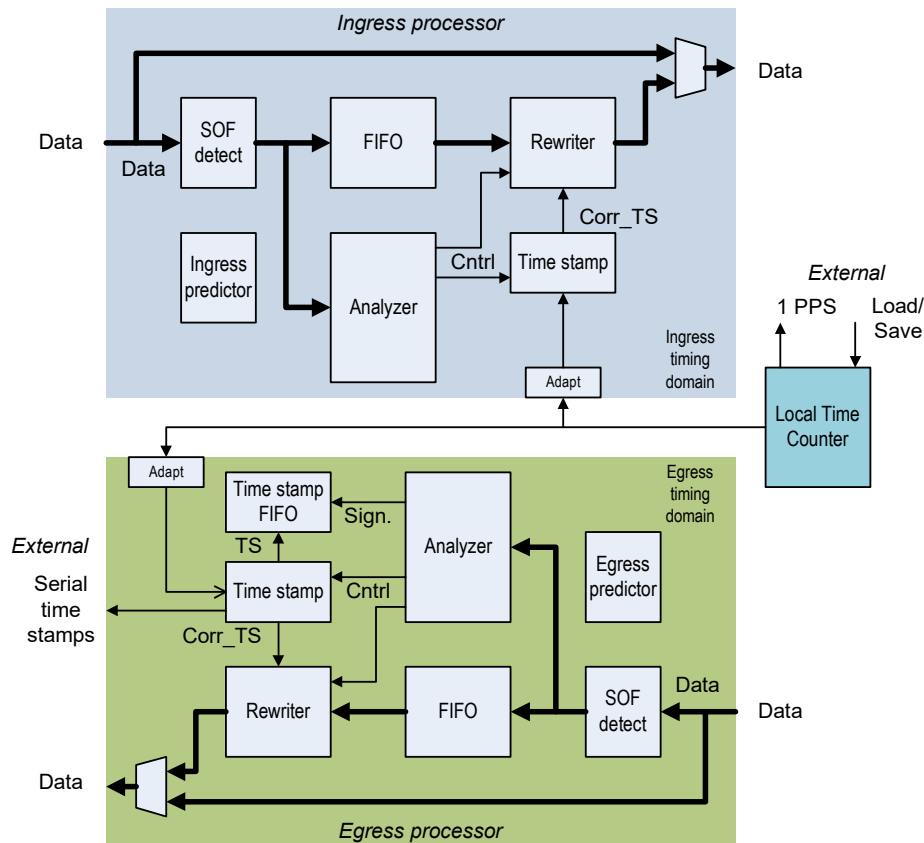 Ingress processor
Data
Data
Data
SOF
detect
FIFO
Rewriter
Corr_TS
Ingress
predictor
Analyzer
Cntrl
Time stamp
Adapt
Ingress
timing
domain
External
1 PPS
Load/
Save
Local Time
Counter
Adapt
Time stamp
FIFO
Sign.
TS
Analyzer
Egress
timing
domain
Egress
predictor
External
Serial
time
stamps
Time stamp
Cntrl
Corr_TS
Rewriter
FIFO
SOF
detect
Data
Data
Data
Egress processor